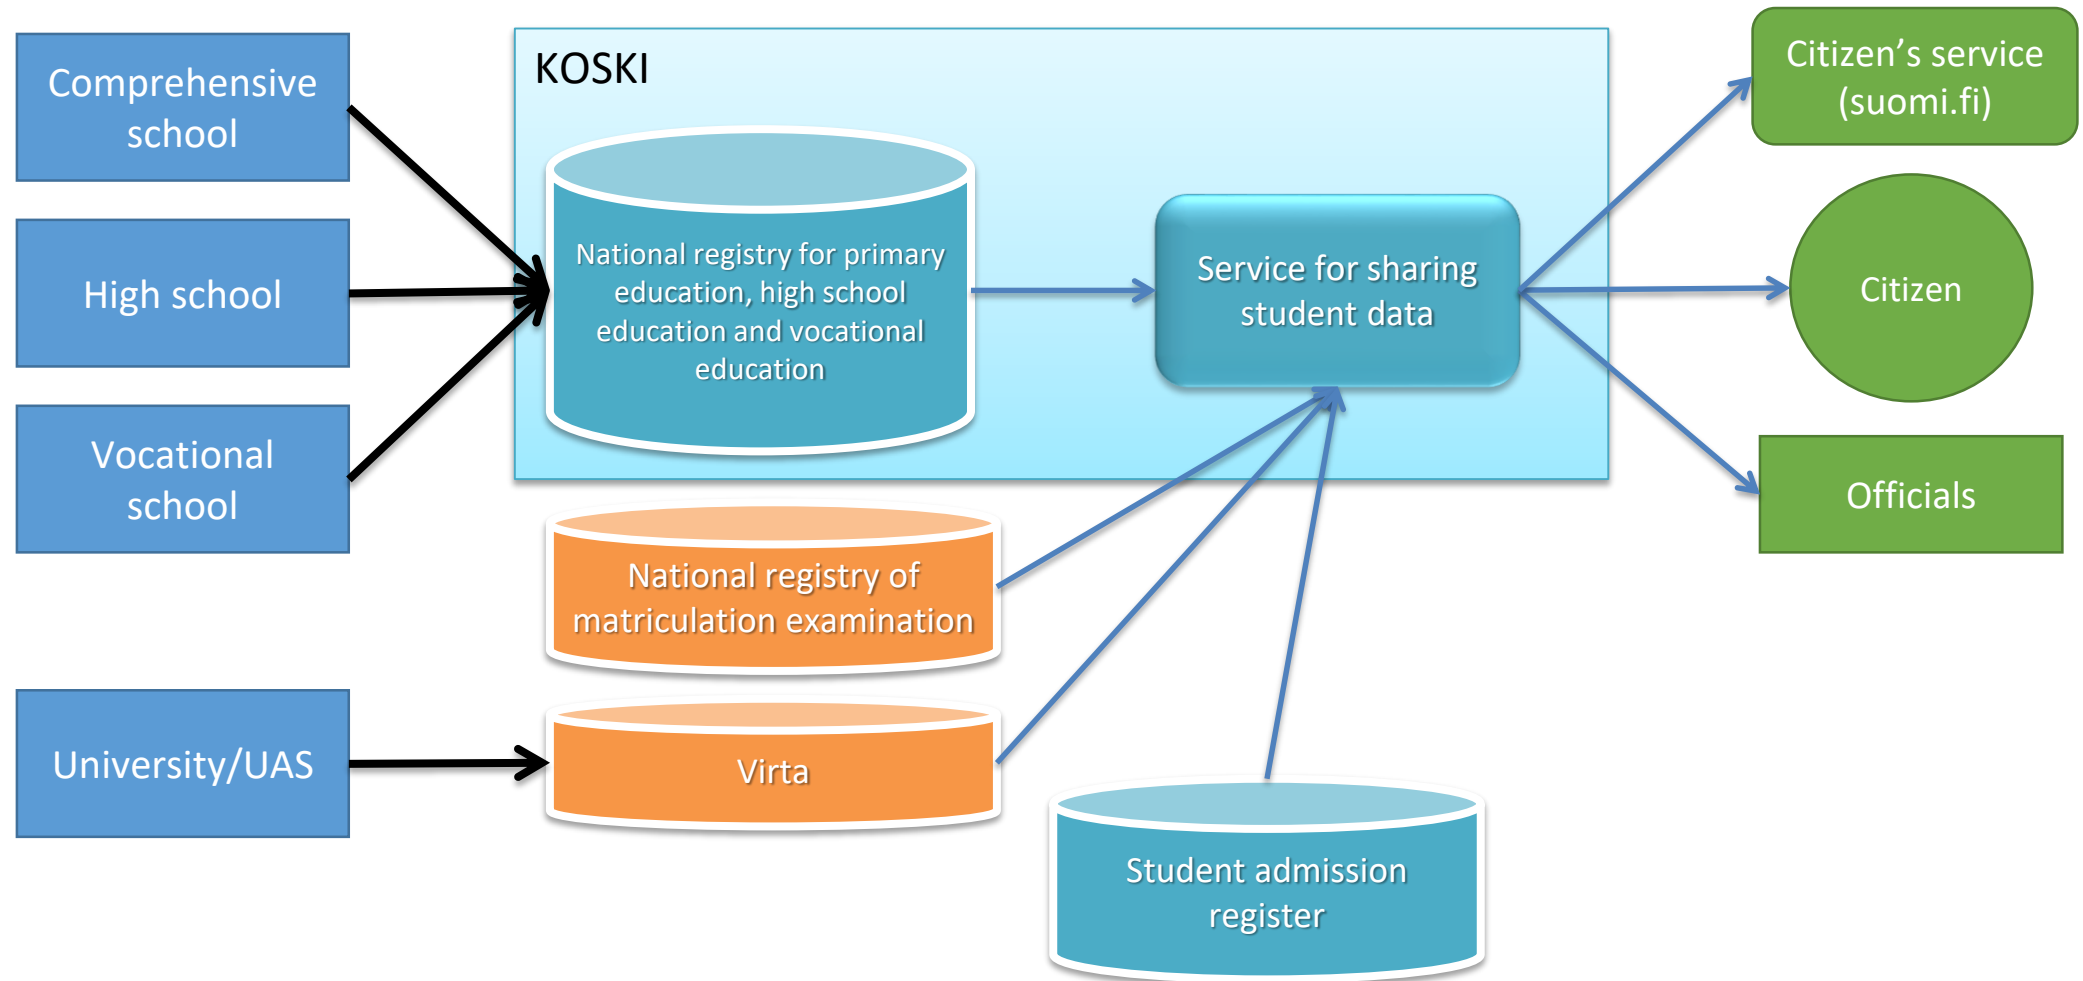 Comprehensive
school
High school
Vocational
school
University/UAS
KOSKI
National registry for primary
education, high school
education and vocational
education
Service for sharing
student data
National registry of
matriculation examination
Virta
Student admission
register
Citizen’s service
(suomi.fi)
Citizen
Officials